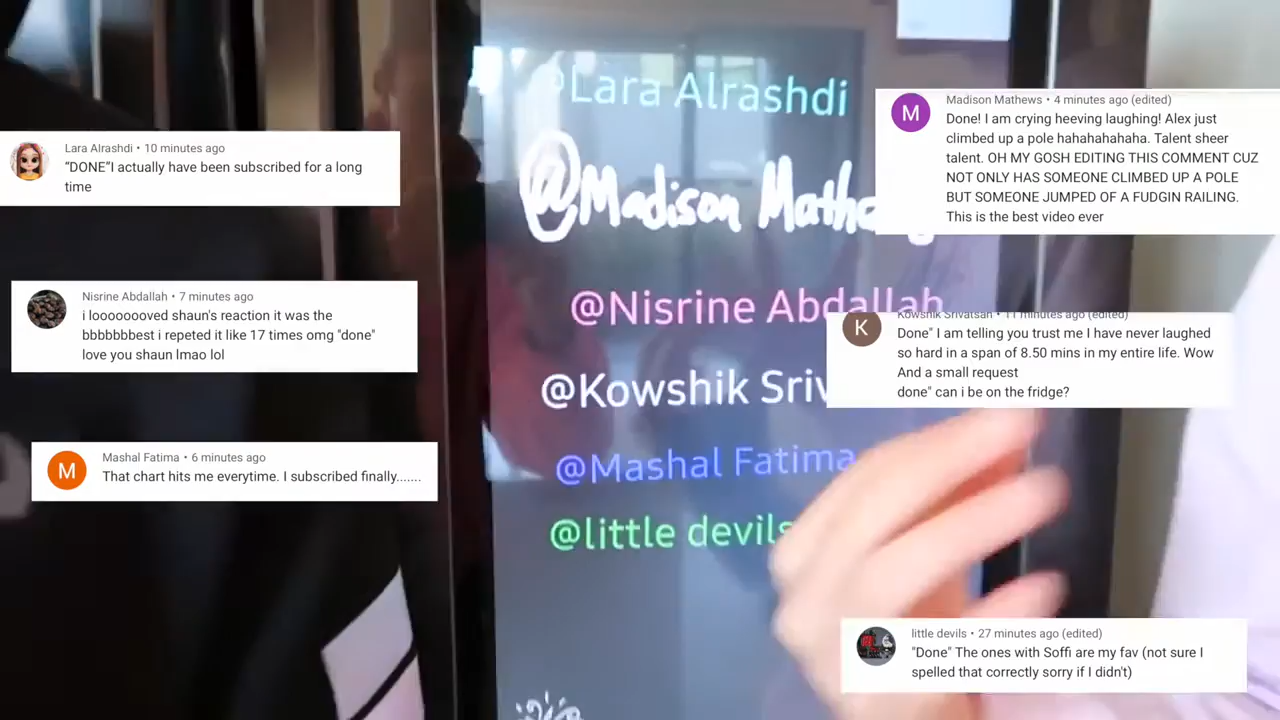 @Lara Alrashdi
@Madison Mathe
@Nisrine Abdallah
@Kowshik Sriv
@Mashal Fatima
@little devils
Lara Alrashdi • 10 minutes ago
“DONE”I actually have been subscribed for a long
time
Nisrine Abdallah • 7 minutes ago
i looooooved shaun's reaction it was the
bbbbbbbest i repeted it like 17 times omg "done"
love you shaun lmao lol
M
Mashal Fatima • 6 minutes ago
That chart hits me everytime. I subscribed finally.......
M
Madison Mathews • 4 minutes ago (edited)
Done! I am crying heeving laughing! Alex just
climbed up a pole hahahahahaha. Talent sheer
talent. OH MY GOSH EDITING THIS COMMENT CUZ
NOT ONLY HAS SOMEONE CLIMBED UP A POLE
BUT SOMEONE JUMPED OF A FUDGIN RAILING.
This is the best video ever
K
Kowshik Srivatsan • 11 minutes ago (edited)
Done" I am telling you trust me I have never laughed
so hard in a span of 8.50 mins in my entire life. Wow
And a small request
done" can i be on the fridge?
little devils • 27 minutes ago (edited)
"Done" The ones with Soffi are my fav (not sure I
spelled that correctly sorry if I didn't)